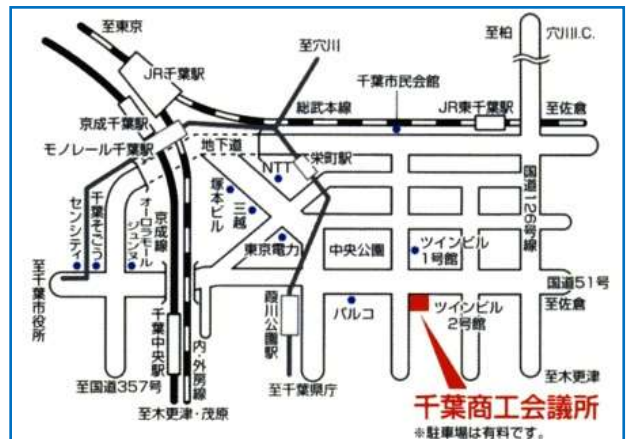 至東京
JR千葉駅
京成千葉駅
モノレール千葉駅
至穴川
千葉市民会館
総武本線
JR東千葉駅
至柏
穴川I.C.
至佐倉
地下道
NTT
栄町駅
塚本ビル
三越
東京電力
中央公園
ツインビル
1号館
国道126号線
千葉そごう
センシティ
オーロラモール
ジュンヌ
京成線
至千葉市役所
国道51号
至佐倉
葭川公園駅
パルコ
ツインビル
2号館
千葉中央駅
内・外房線
至国道357号
至木更津・茂原
至千葉県庁
至木更津
千葉商工会議所
※駐車場は有料です。